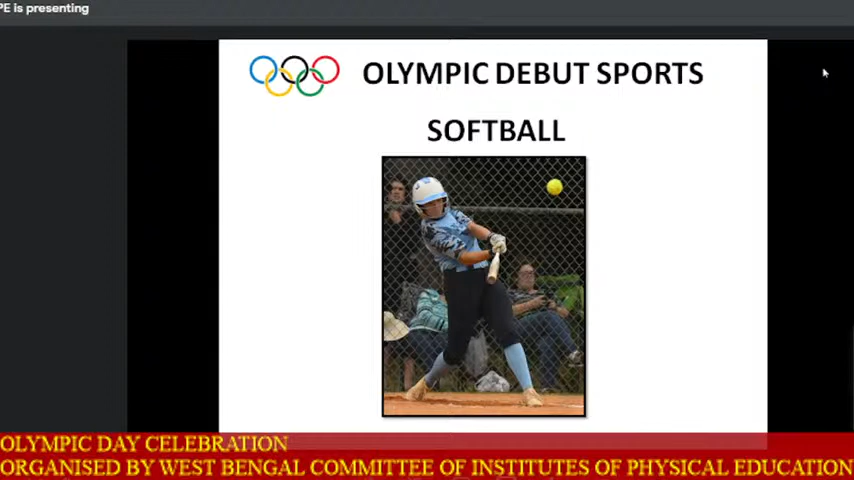 PE is presenting
OLYMPIC DEBUT SPORTS
SOFTBALL
OLYMPIC DAY CELEBRATION
ORGANISED BY WEST BENGAL COMMITTEE OF INSTITUTES OF PHYSICAL EDUCATION